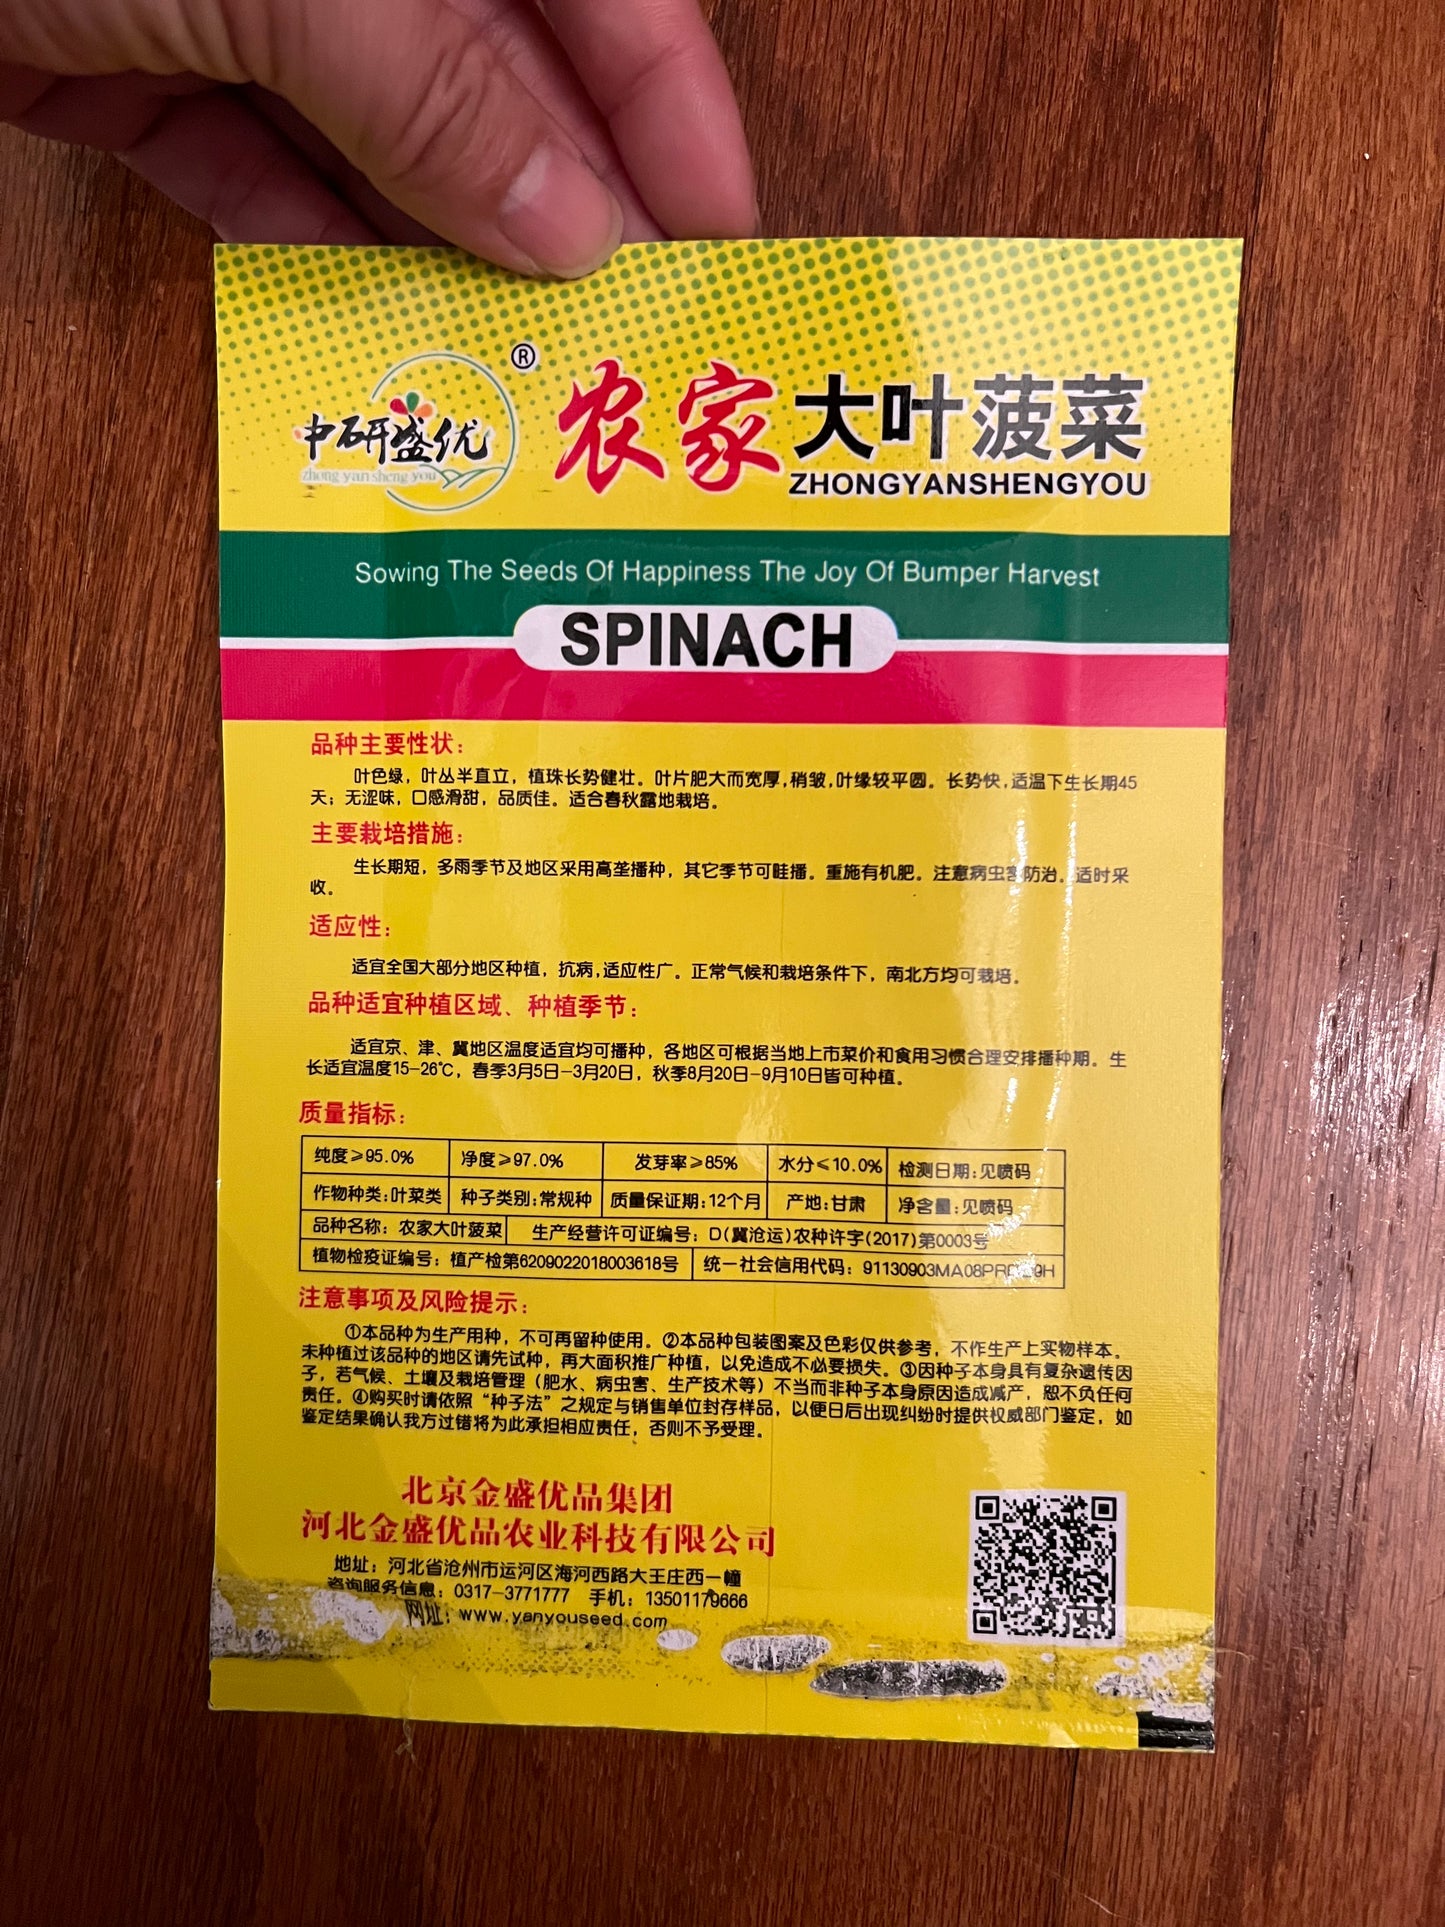 ®
中研盛优
zhong yan sheng you
农家大叶菠菜
ZHONGYANSHENGYOU
Sowing The Seeds Of Happiness The Joy Of Bumper Harvest
SPINACH
品种主要性状：
叶色绿，叶丛半直立，植珠长势健壮。叶片肥大而宽厚，稍皱，叶缘较平圆。长势快，适温下生长期45
天；无涩味，口感滑甜，品质佳。适合春秋露地栽培。
主要栽培措施：
生长期短，多雨季节及地区采用高垄播种，其它季节可畦播。重施有机肥。注意病虫害防治。适时采
收。
适应性：
适宜全国大部分地区种植，抗病，适应性广。正常气候和栽培条件下，南北方均可栽培。
品种适宜种植区域、种植季节：
适宜京、津、冀地区温度适宜均可播种，各地区可根据当地上市菜价和食用习惯合理安排播种期。生
长适宜温度15-26℃，春季3月5日-3月20日，秋季8月20日-9月10日皆可种植。
质量指标：
纯度≥95.0% 净度≥97.0% 发芽率≥85% 水分≤10.0% 检测日期：见喷码
作物种类：叶菜类 种子类别：常规种 质量保证期：12个月 产地：甘肃 净含量：见喷码
品种名称：农家大叶菠菜 生产经营许可证编号：D(冀沧运)农种许字(2017)第0003号
植物检疫证编号：植产检第6209022018003618号 统一社会信用代码：
注意事项及风险提示：
①本品种为生产用种，不可再留种使用。②本品种包装图案及色彩仅供参考，不作生产上实物样本。
未种植过该品种的地区请先试种，再大面积推广种植，以免造成不必要损失。③因种子本身具有复杂遗传因
子，若气候、土壤及栽培管理（肥水、病虫害、生产技术等）不当而非种子本身原因造成减产，恕不负任何
责任。④购买时请依照“种子法”之规定与销售单位封存样品，以便日后出现纠纷时提供权威部门鉴定，如
鉴定结果确认我方过错将为此承担相应责任，否则不予受理。
北京金盛优品集团
河北金盛优品农业科技有限公司
地址：河北省沧州市运河区海河西路大王庄西一幢
咨询服务信息：0317-3771777 手机：13501179666
网址：www.yanyouseed.com